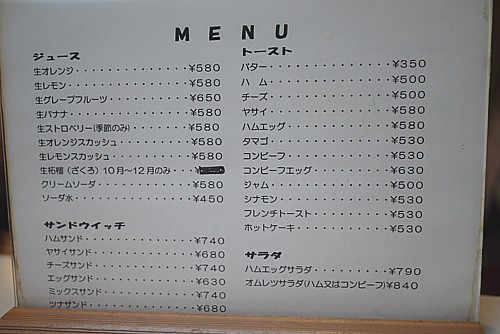 MENU
ジュース
生オレンジ・・・・・・・・・・・・・¥580
生レモン・・・・・・・・・・・・・・¥580
生グレープフルーツ・・・・・・・・・¥650
生バナナ・・・・・・・・・・・・・・¥580
生ストロベリー(季節のみ)・・・・・・¥580
生オレンジスカッシュ・・・・・・・・¥580
生レモンスカッシュ・・・・・・・・・¥580
生柘榴(ざくろ)10月〜12月のみ・・・¥
クリームソーダ・・・・・・・・・・・¥580
ソーダ水・・・・・・・・・・・・・・¥450
サンドウイッチ
ハムサンド・・・・・・・・・・・・・¥740
ヤサイサンド・・・・・・・・・・・・¥680
チーズサンド・・・・・・・・・・・・¥740
エッグサンド・・・・・・・・・・・・¥630
ミックスサンド・・・・・・・・・・・¥740
ツナサンド・・・・・・・・・・・・・¥680
トースト
バター・・・・・・・・・・・・・・・¥350
ハ ム・・・・・・・・・・・・・・・¥500
チーズ・・・・・・・・・・・・・・・¥500
ヤサイ・・・・・・・・・・・・・・・¥580
ハムエッグ・・・・・・・・・・・・・¥580
タマゴ・・・・・・・・・・・・・・・¥530
コンビーフ・・・・・・・・・・・・・¥530
コンビーフエッグ・・・・・・・・・・¥630
ジャム・・・・・・・・・・・・・・・¥500
シナモン・・・・・・・・・・・・・・¥530
フレンチトースト・・・・・・・・・・¥530
ホットケーキ・・・・・・・・・・・・¥530
サラダ
ハムエッグサラダ・・・・・・・・・・¥790
オムレツサラダ(ハム又はコンビーフ)¥840